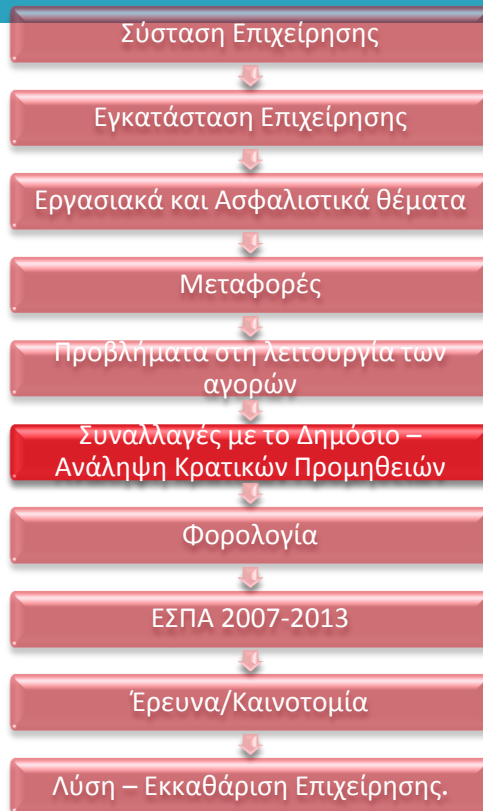 Σύσταση Επιχείρησης
Εγκατάσταση Επιχείρησης
Εργασιακά και Ασφαλιστικά θέματα
Μεταφορές
Προβλήματα στη λειτουργία των
αγορών
Συναλλαγές με το Δημόσιο –
Ανάληψη Κρατικών Προμηθειών
Φορολογία
ΕΣΠΑ 2007-2013
Έρευνα/Καινοτομία
Λύση – Εκκαθάριση Επιχείρησης.